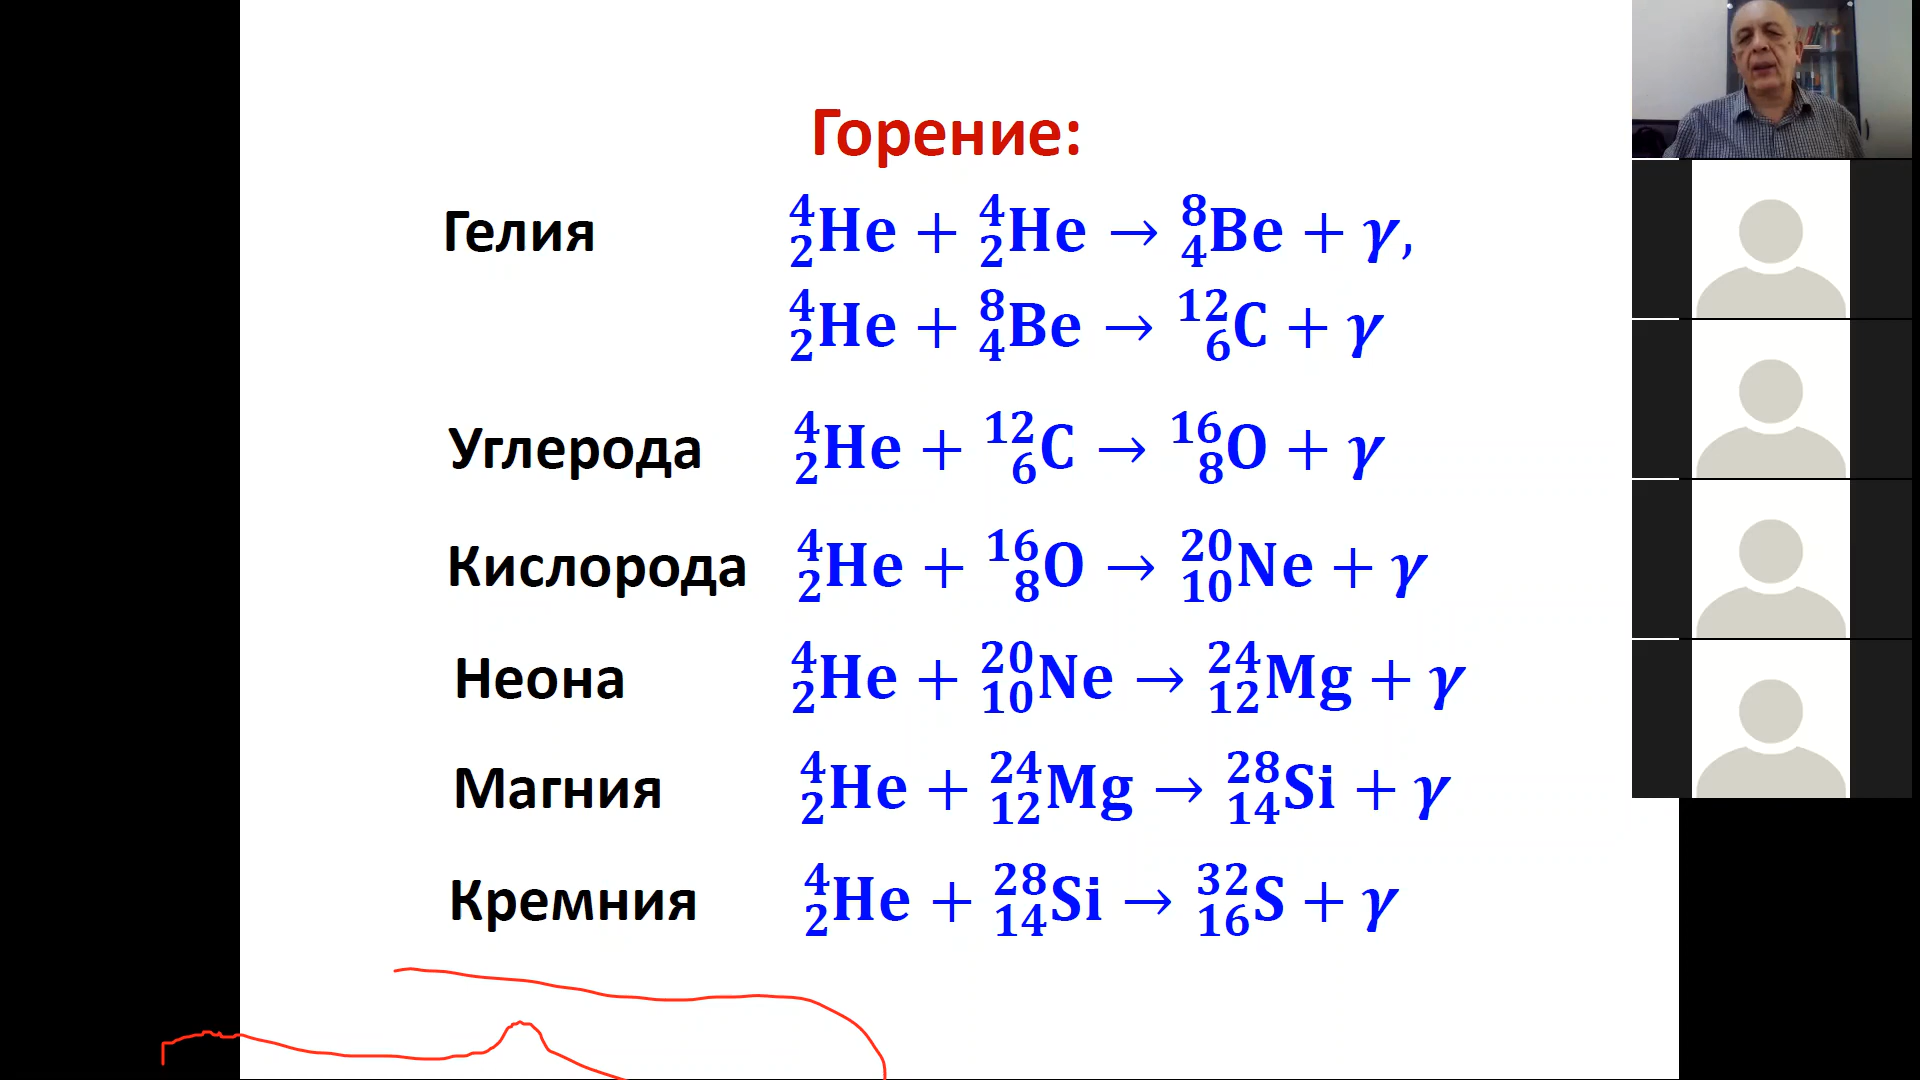 Горение:
Гелия ⁴₂He + ⁴₂He → ⁸₄Be + γ,
⁴₂He + ⁸₄Be → ¹²₆C + γ
Углерода ⁴₂He + ¹²₆C → ¹⁶₈O + γ
Кислорода ⁴₂He + ¹⁶₈O → ²⁰₁₀Ne + γ
Неона ⁴₂He + ²⁰₁₀Ne → ²⁴₁₂Mg + γ
Магния ⁴₂He + ²⁴₁₂Mg → ²⁸₁₄Si + γ
Кремния ⁴₂He + ²⁸₁₄Si → ³²₁₆S + γ